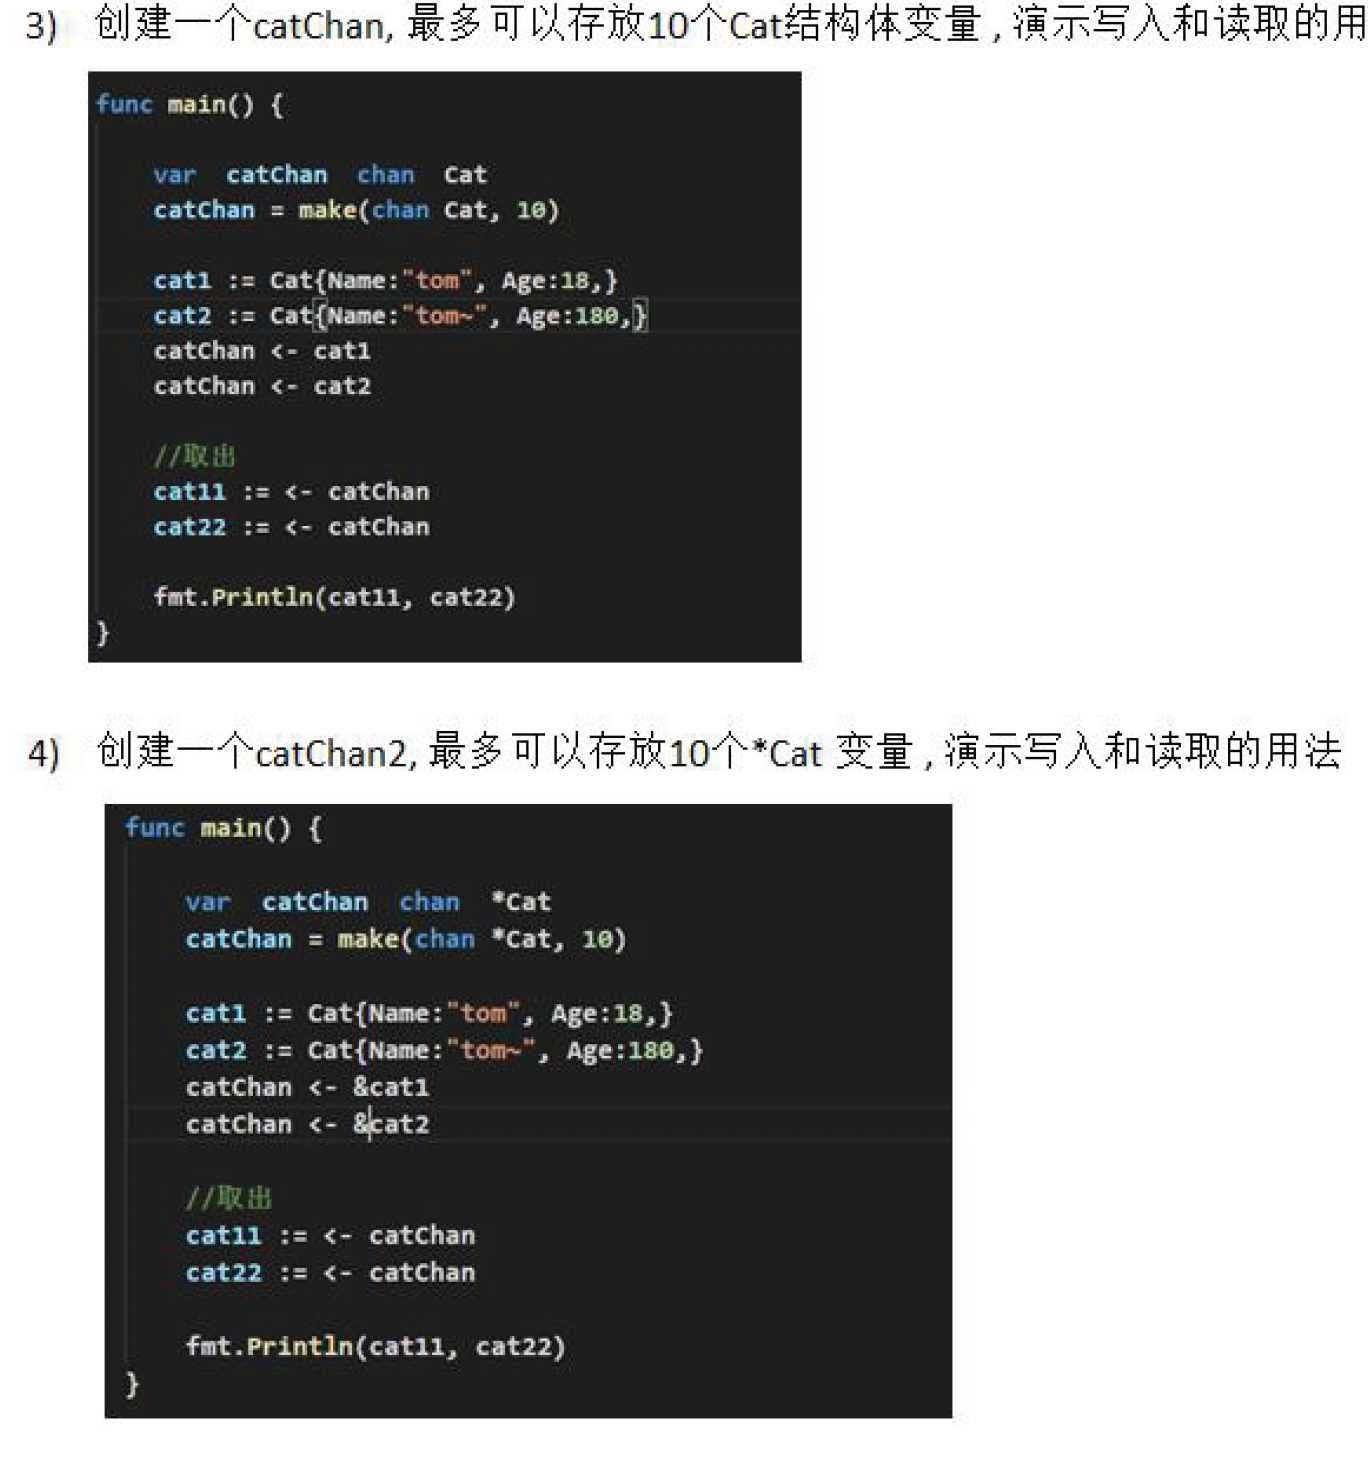 3) 创建一个catChan, 最多可以存放10个Cat结构体变量 , 演示写入和读取的用
func main() {
var catChan chan Cat
catChan = make(chan Cat, 10)
cat1 := Cat{Name:"tom", Age:18,}
cat2 := Cat{Name:"tom~", Age:180,}
catChan <- cat1
catChan <- cat2
//取出
cat11 := <- catChan
cat22 := <- catChan
fmt.Println(cat11, cat22)
}
4) 创建一个catChan2, 最多可以存放10个*Cat 变量 , 演示写入和读取的用法
func main() {
var catChan chan *Cat
catChan = make(chan *Cat, 10)
cat1 := Cat{Name:"tom", Age:18,}
cat2 := Cat{Name:"tom~", Age:180,}
catChan <- &cat1
catChan <- &cat2
//取出
cat11 := <- catChan
cat22 := <- catChan
fmt.Println(cat11, cat22)
}